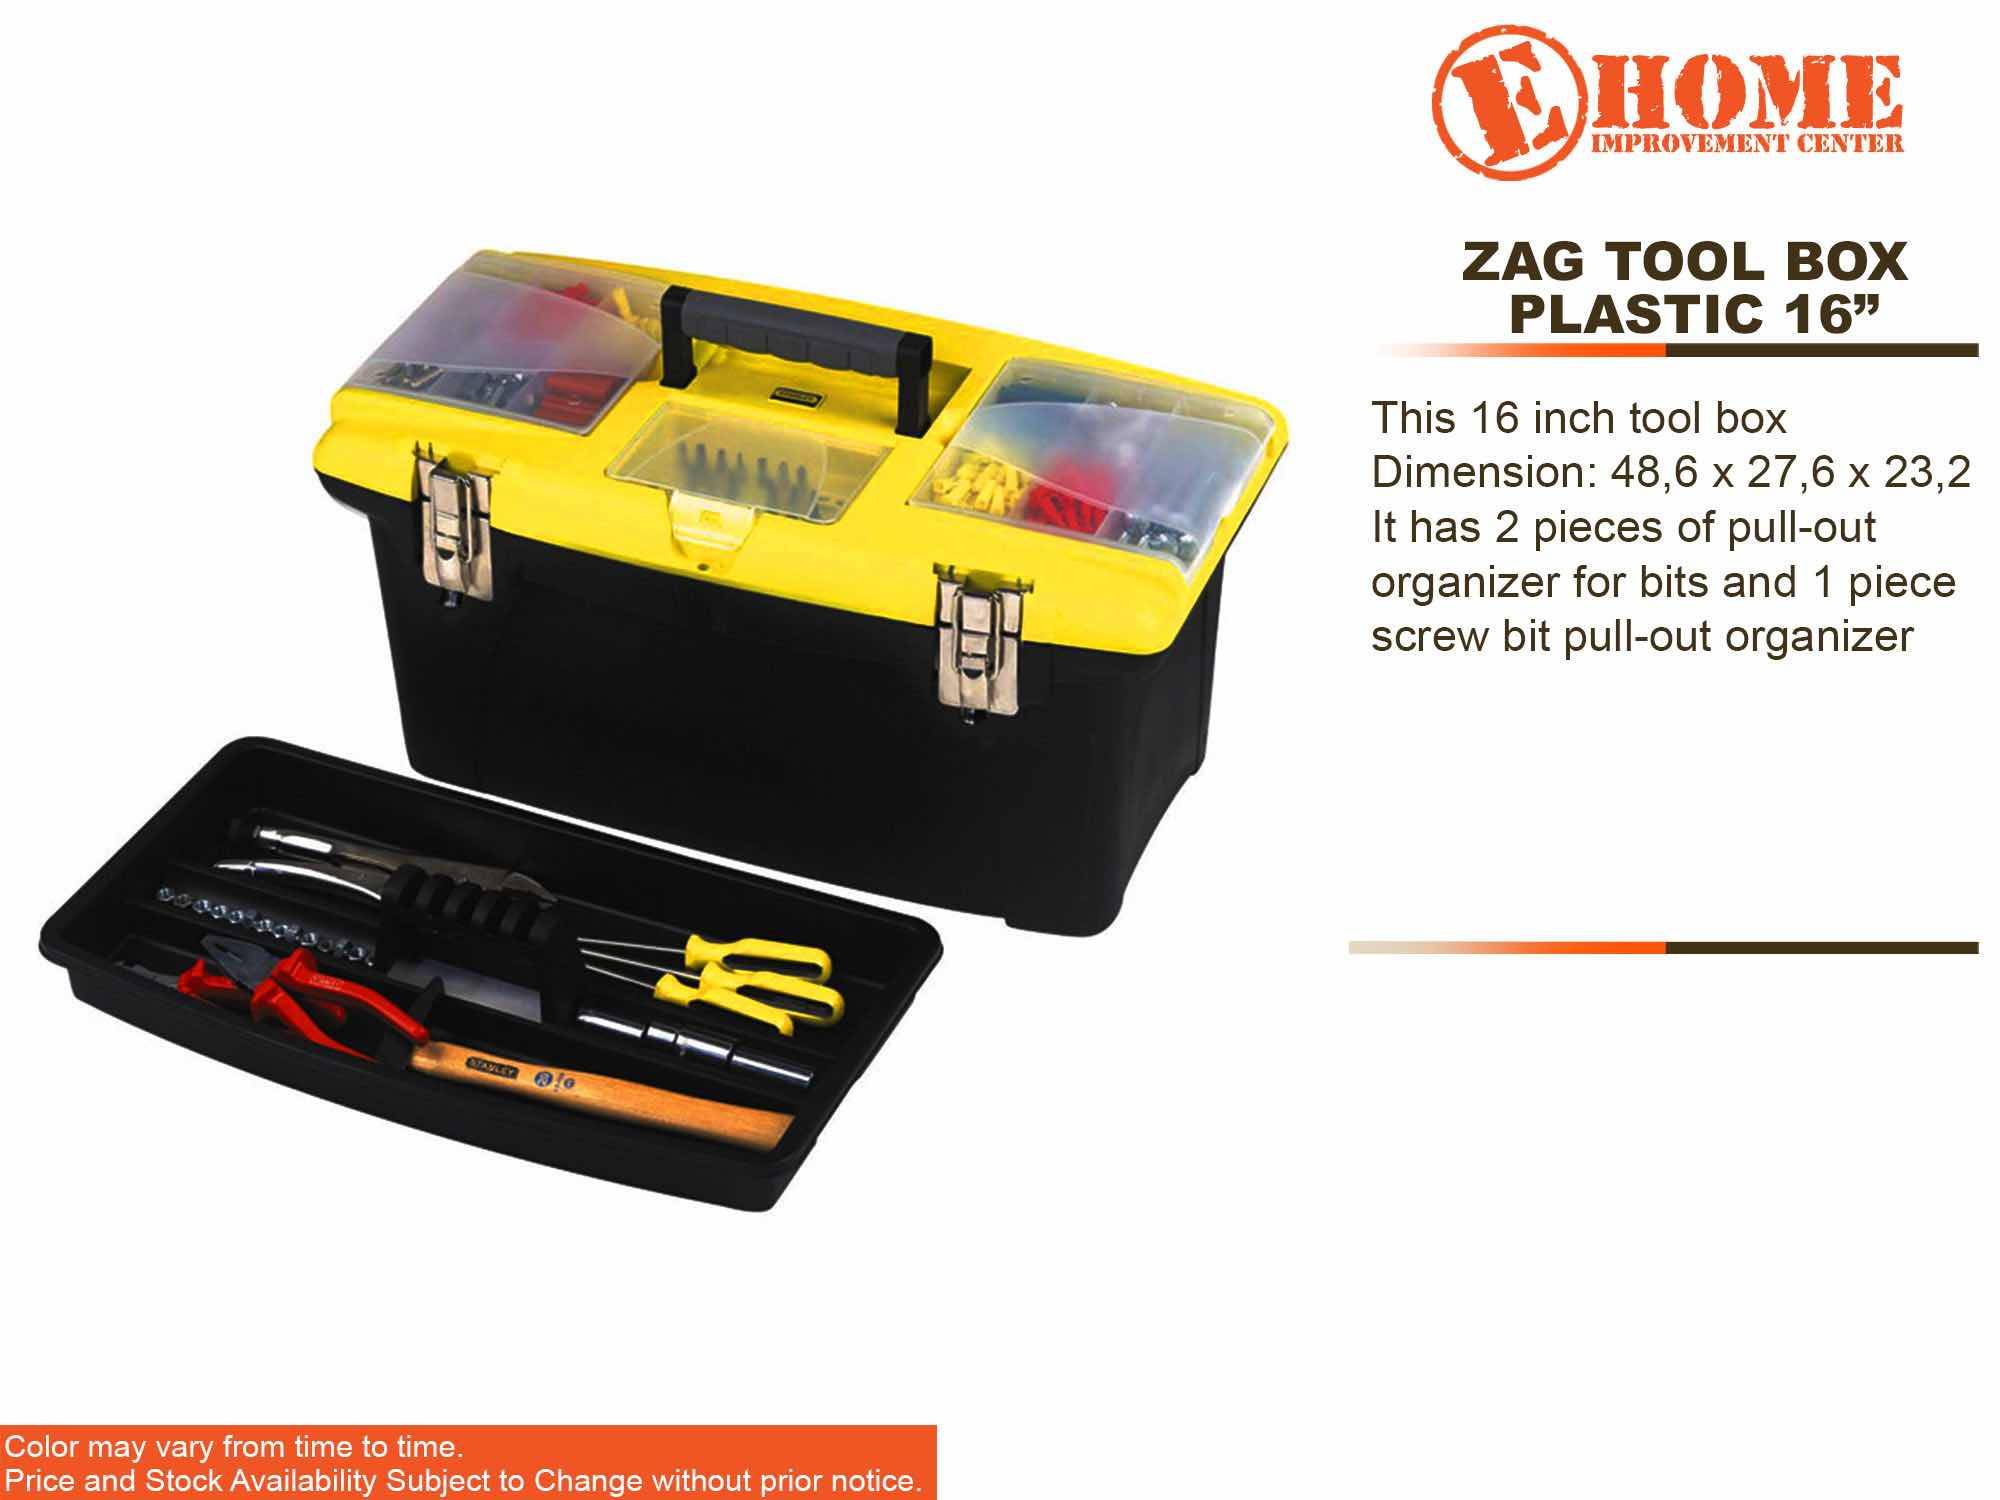 E HOME
IMPROVEMENT CENTER
ZAG TOOL BOX
PLASTIC 16”
This 16 inch tool box
Dimension: 48,6 x 27,6 x 23,2
It has 2 pieces of pull-out
organizer for bits and 1 piece
screw bit pull-out organizer
STANLEY
Color may vary from time to time.
Price and Stock Availability Subject to Change without prior notice.